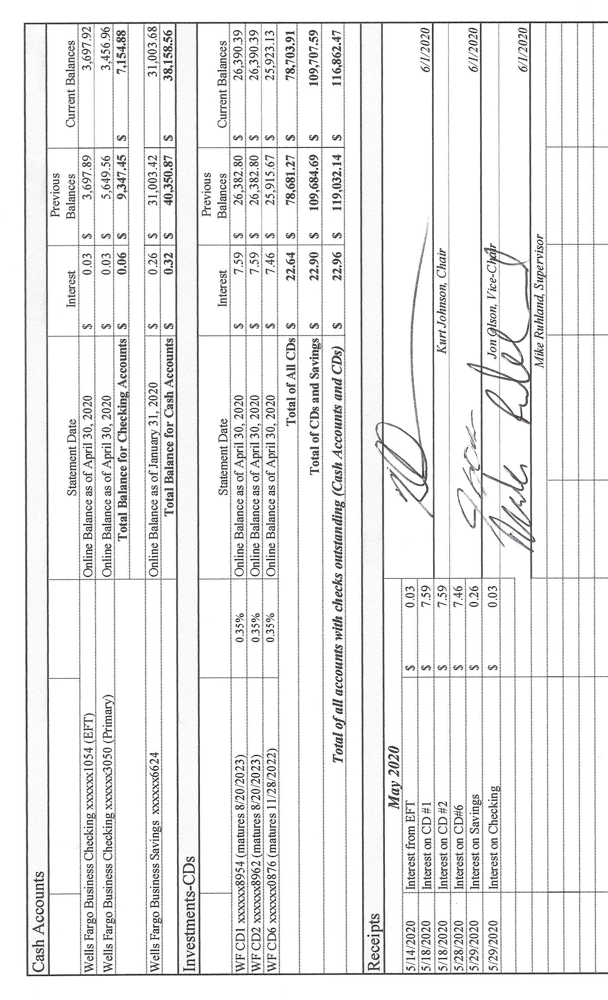 Cash Accounts
Statement Date Interest Previous Balances Current Balances
Wells Fargo Business Checking xxxxxx1054 (EFT) Online Balance as of April 30, 2020 $ 0.03 $ 3,697.89 3,697.92
Wells Fargo Business Checking xxxxxx3050 (Primary) Online Balance as of April 30, 2020 $ 0.03 $ 5,649.56 3,456.96
Total Balance for Checking Accounts $ 0.06 $ 9,347.45 $ 7,154.88
Wells Fargo Business Savings xxxxxx6624 Online Balance as of January 31, 2020 $ 0.26 $ 31,003.42 31,003.68
Total Balance for Cash Accounts $ 0.32 $ 40,350.87 $ 38,158.56
Investments-CDs
Statement Date Interest Previous Balances Current Balances
WF CD1 xxxxxx8954 (matures 8/20/2023) 0.35% Online Balance as of April 30, 2020 $ 7.59 $ 26,382.80 $ 26,390.39
WF CD2 xxxxxx8962 (matures 8/20/2023) 0.35% Online Balance as of April 30, 2020 $ 7.59 $ 26,382.80 $ 26,390.39
WF CD6 xxxxxx0876 (matures 11/28/2022) 0.35% Online Balance as of April 30, 2020 $ 7.46 $ 25,915.67 $ 25,923.13
Total of All CDs $ 22.64 $ 78,681.27 $ 78,703.91
Total of CDs and Savings $ 22.90 $ 109,684.69 $ 109,707.59
Total of all accounts with checks outstanding (Cash Accounts and CDs) $ 22.96 $ 119,032.14 $ 116,862.47
Receipts
May 2020
5/14/2020 Interest from EFT $ 0.03
5/18/2020 Interest on CD #1 $ 7.59 6/1/2020
5/18/2020 Interest on CD #2 $ 7.59 Kurt Johnson, Chair
5/28/2020 Interest on CD#6 $ 7.46
5/29/2020 Interest on Savings $ 0.26 6/1/2020
5/29/2020 Interest on Checking $ 0.03 Jon Olson, Vice-Chair
6/1/2020
Mike Ruhland, Supervisor